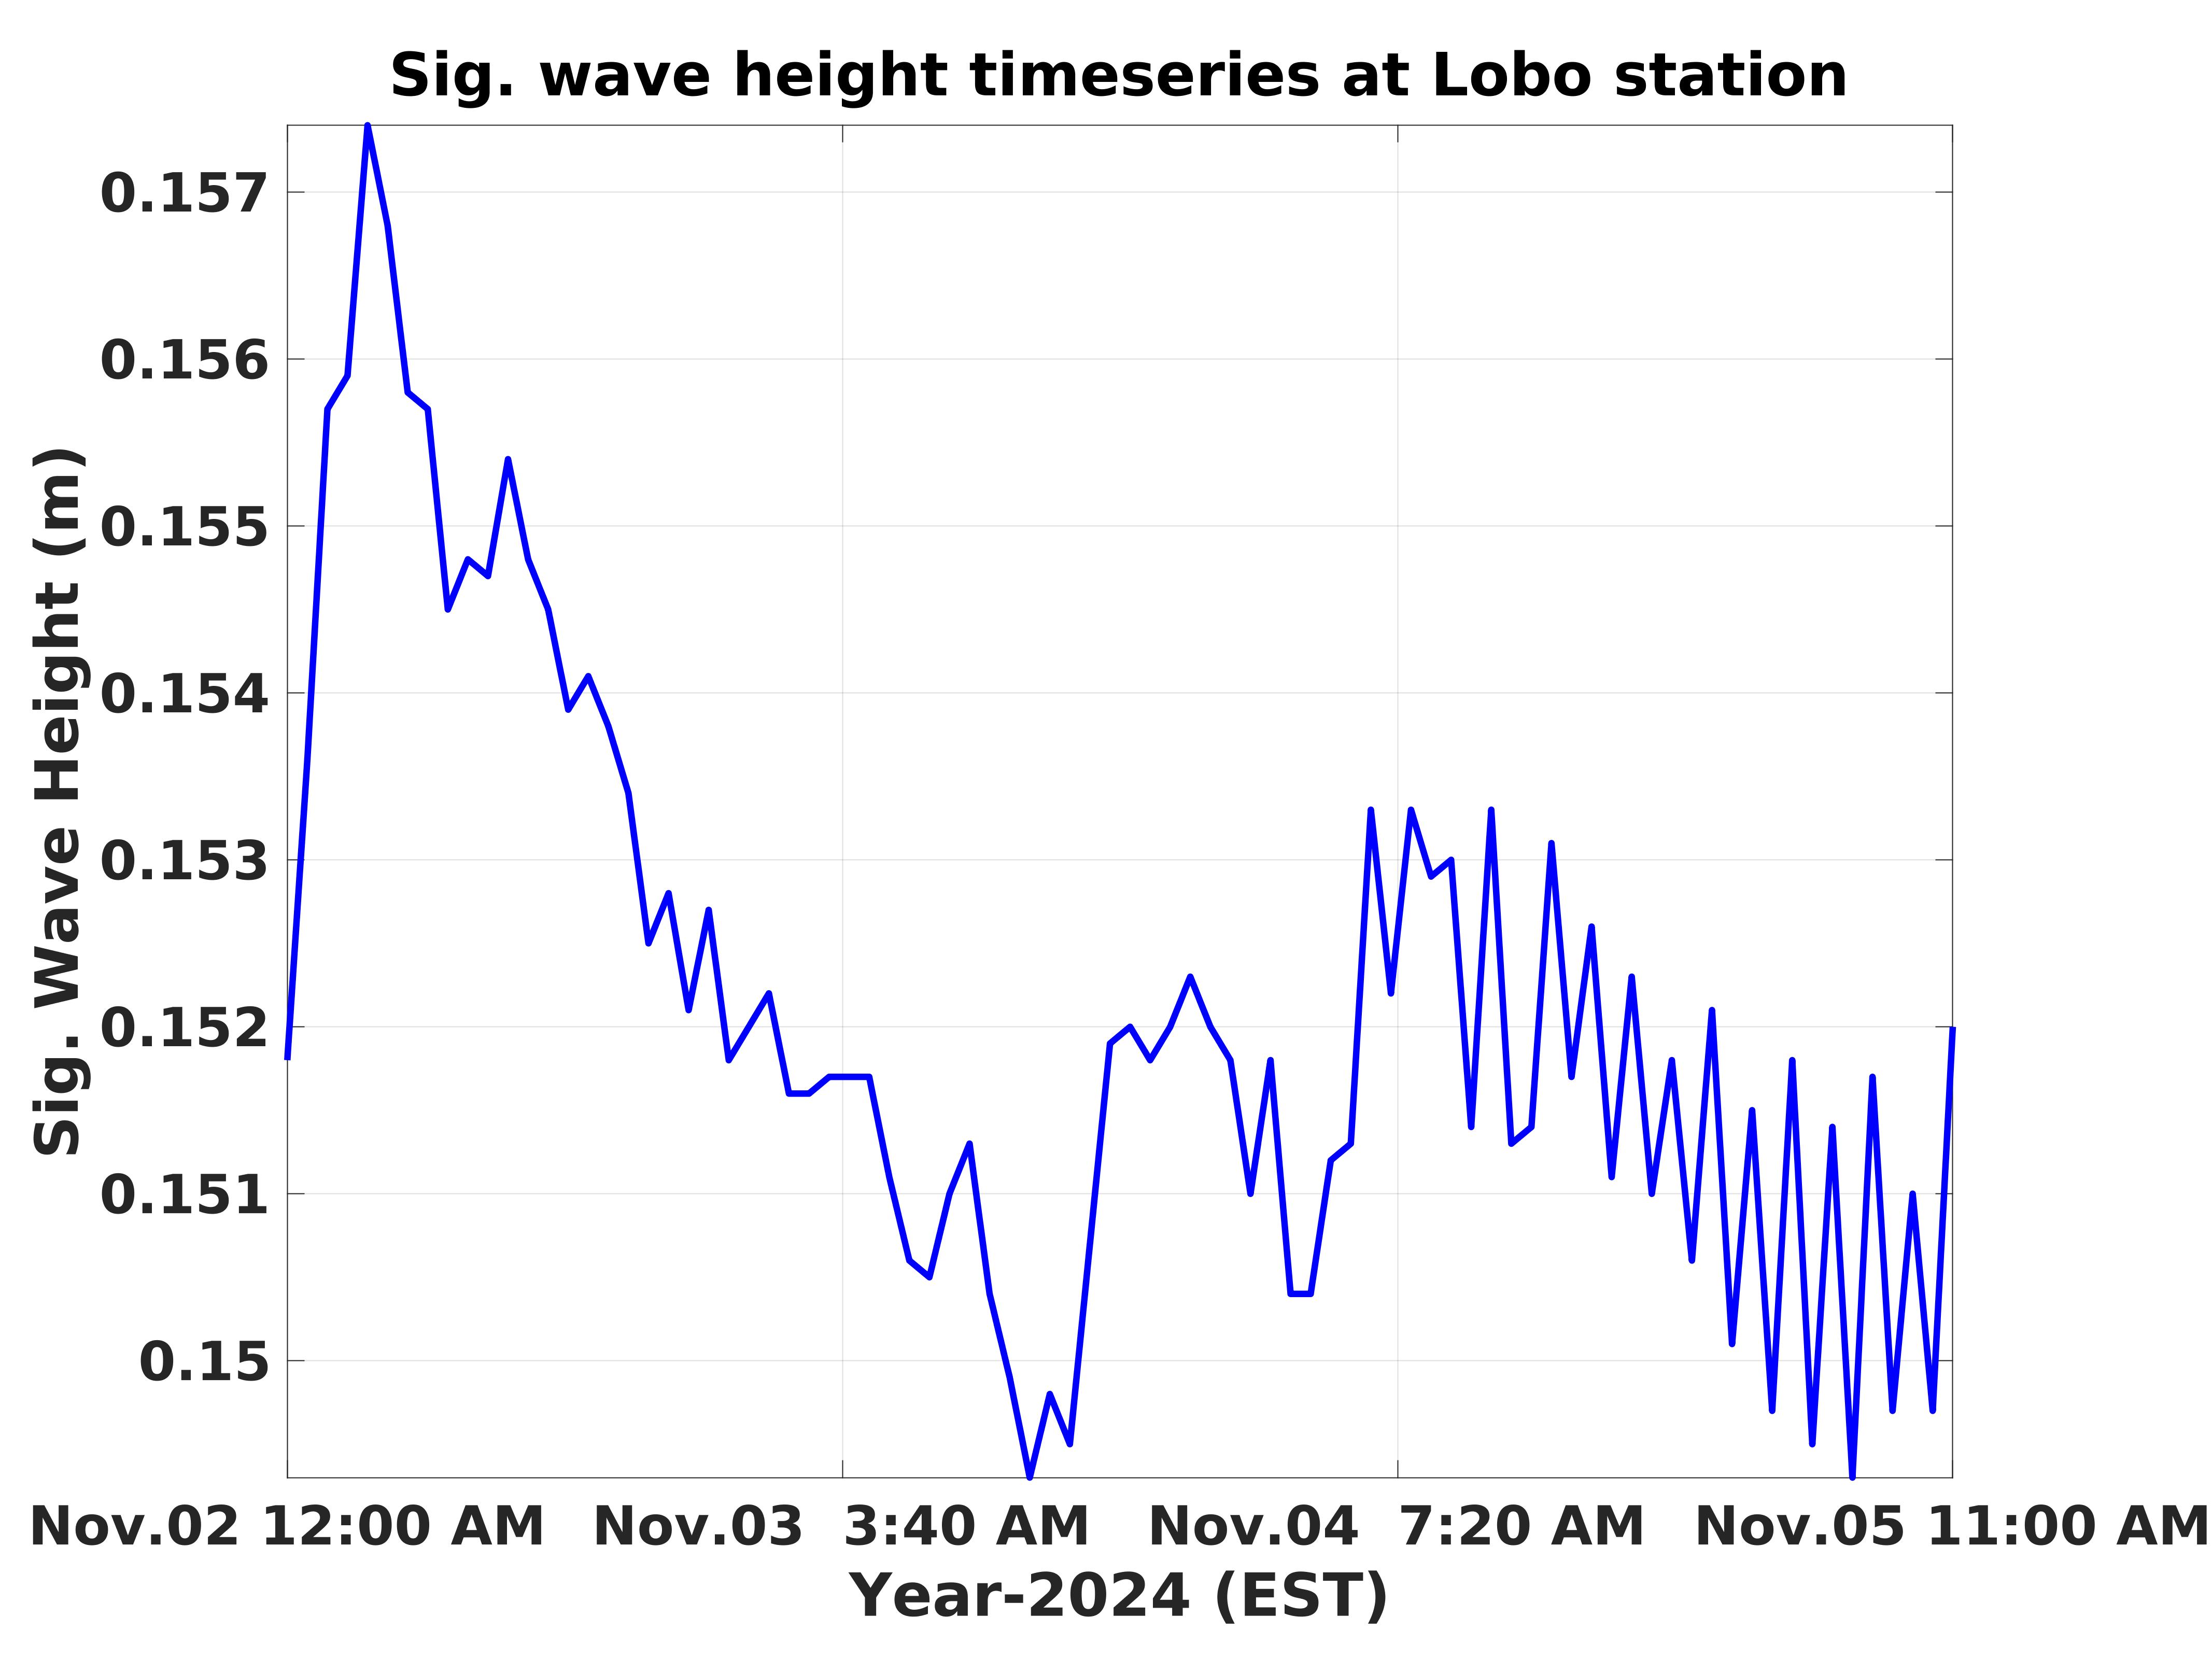 Sig. wave height timeseries at Lobo station
Sig. Wave Height (m)
0.157
0.156
0.155
0.154
0.153
0.152
0.151
0.15
Nov.02 12:00 AM Nov.03 3:40 AM Nov.04 7:20 AM Nov.05 11:00 AM
Year-2024 (EST)